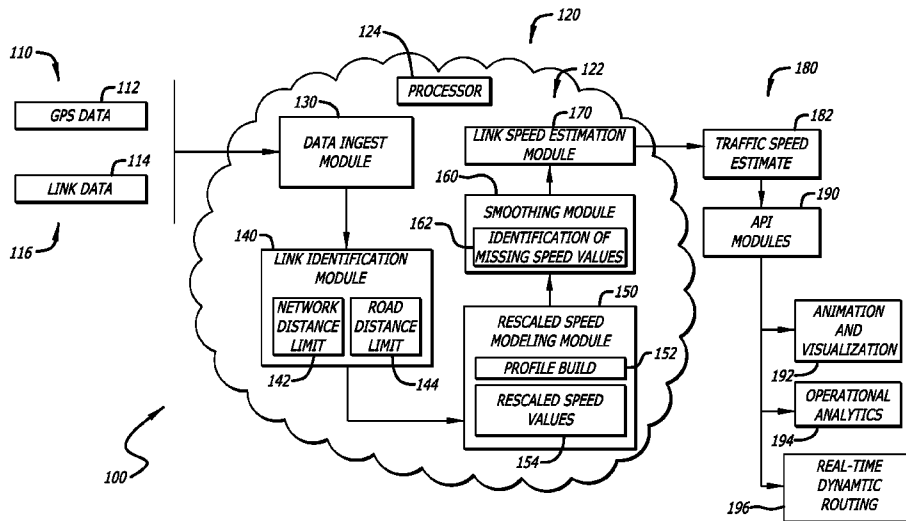 110
112
GPS DATA
114
LINK DATA
116
100
120
124
PROCESSOR
122
130
DATA INGEST
MODULE
140
LINK IDENTIFICATION
MODULE
NETWORK
DISTANCE
LIMIT
ROAD
DISTANCE
LIMIT
142
144
170
LINK SPEED ESTIMATION
MODULE
160
SMOOTHING MODULE
162
IDENTIFICATION OF
MISSING SPEED VALUES
150
RESCALED SPEED
MODELING MODULE
152
PROFILE BUILD
RESCALED SPEED
VALUES
154
180
182
TRAFFIC SPEED
ESTIMATE
190
API
MODULES
ANIMATION
AND
VISUALIZATION
192
OPERATIONAL
ANALYTICS
194
REAL-TIME
DYNAMTIC
ROUTING
196